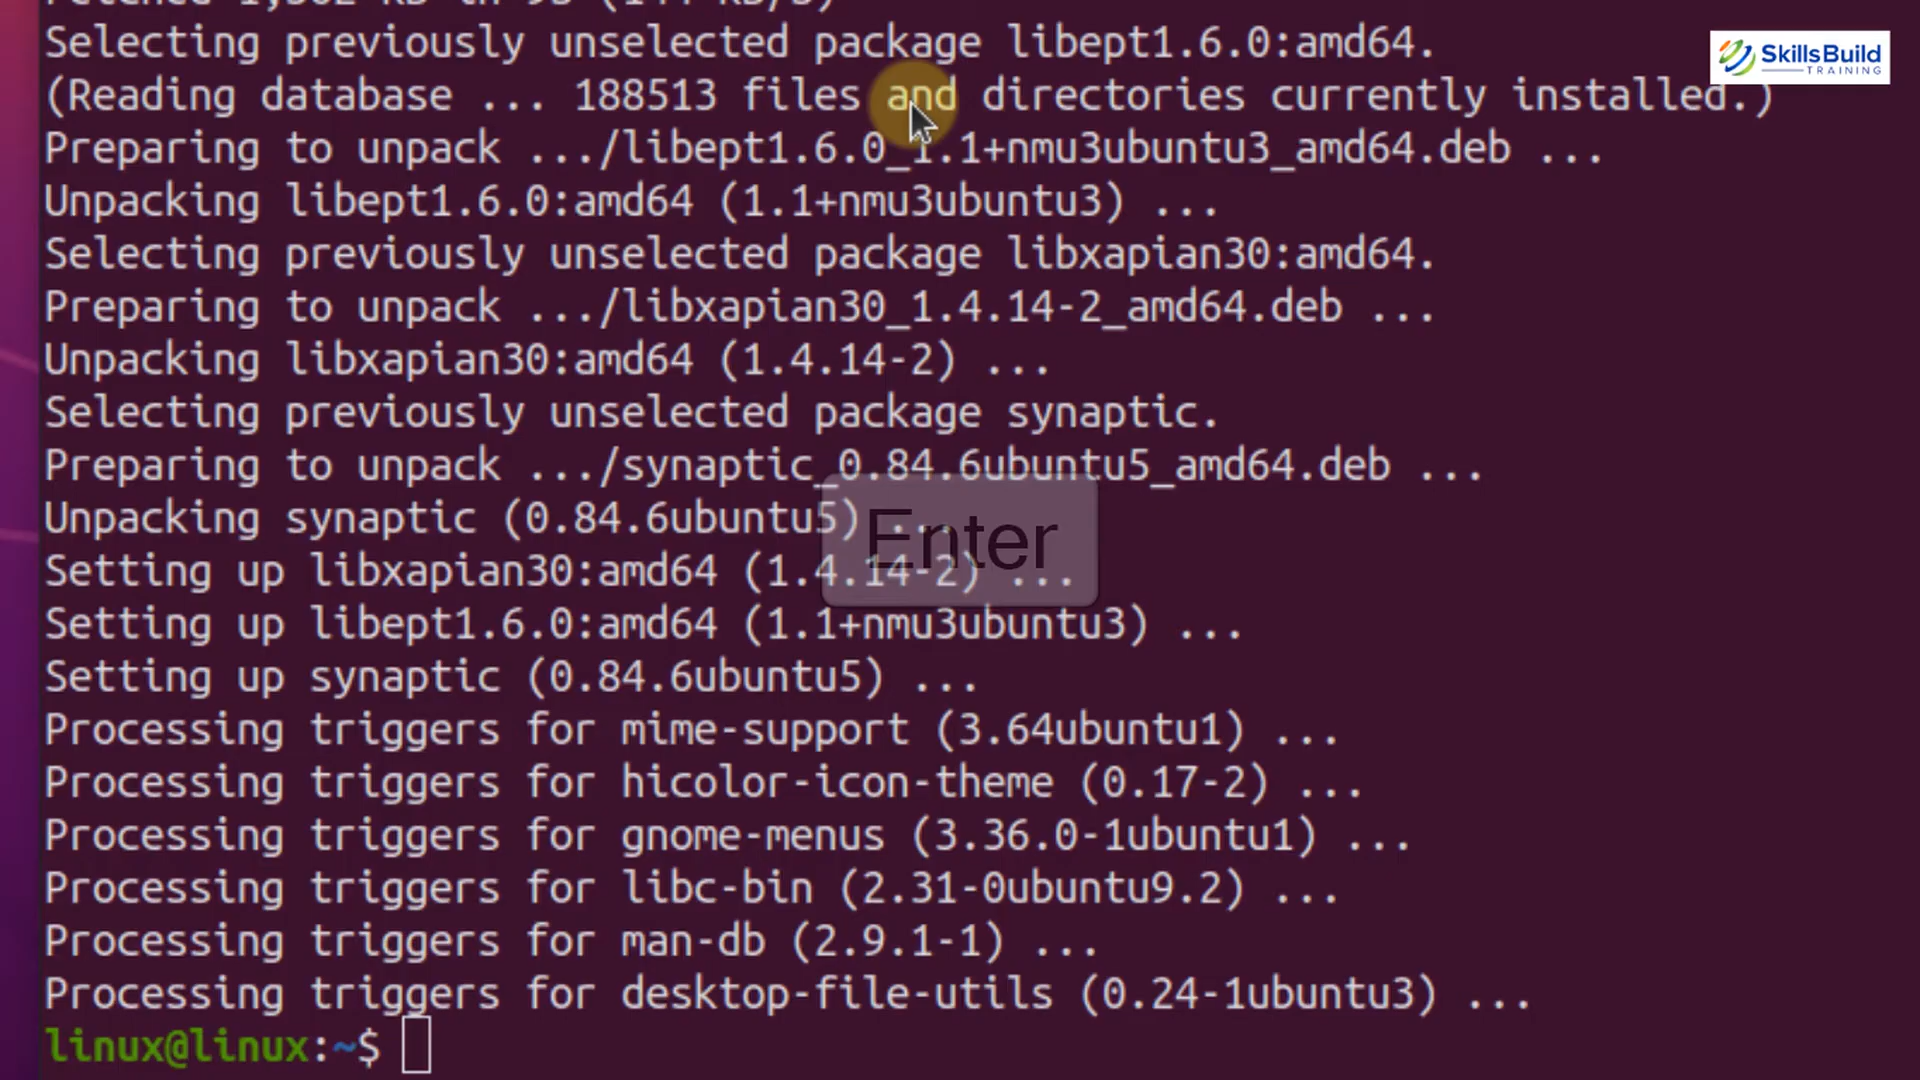 Selecting previously unselected package libept1.6.0:amd64.
(Reading database ... 188513 files and directories currently installed.)
Preparing to unpack .../libept1.6.0_1.1+nmu3ubuntu3_amd64.deb ...
Unpacking libept1.6.0:amd64 (1.1+nmu3ubuntu3) ...
Selecting previously unselected package libxapian30:amd64.
Preparing to unpack .../libxapian30_1.4.14-2_amd64.deb ...
Unpacking libxapian30:amd64 (1.4.14-2) ...
Selecting previously unselected package synaptic.
Preparing to unpack .../synaptic_0.84.6ubuntu5_amd64.deb ...
Unpacking synaptic (0.84.6ubuntu5) ...
Setting up libxapian30:amd64 (1.4.14-2) ...
Setting up libept1.6.0:amd64 (1.1+nmu3ubuntu3) ...
Setting up synaptic (0.84.6ubuntu5) ...
Processing triggers for mime-support (3.64ubuntu1) ...
Processing triggers for hicolor-icon-theme (0.17-2) ...
Processing triggers for gnome-menus (3.36.0-1ubuntu1) ...
Processing triggers for libc-bin (2.31-0ubuntu9.2) ...
Processing triggers for man-db (2.9.1-1) ...
Processing triggers for desktop-file-utils (0.24-1ubuntu3) ...
linux@linux:~$
Enter
SkillsBuild
TRAINING